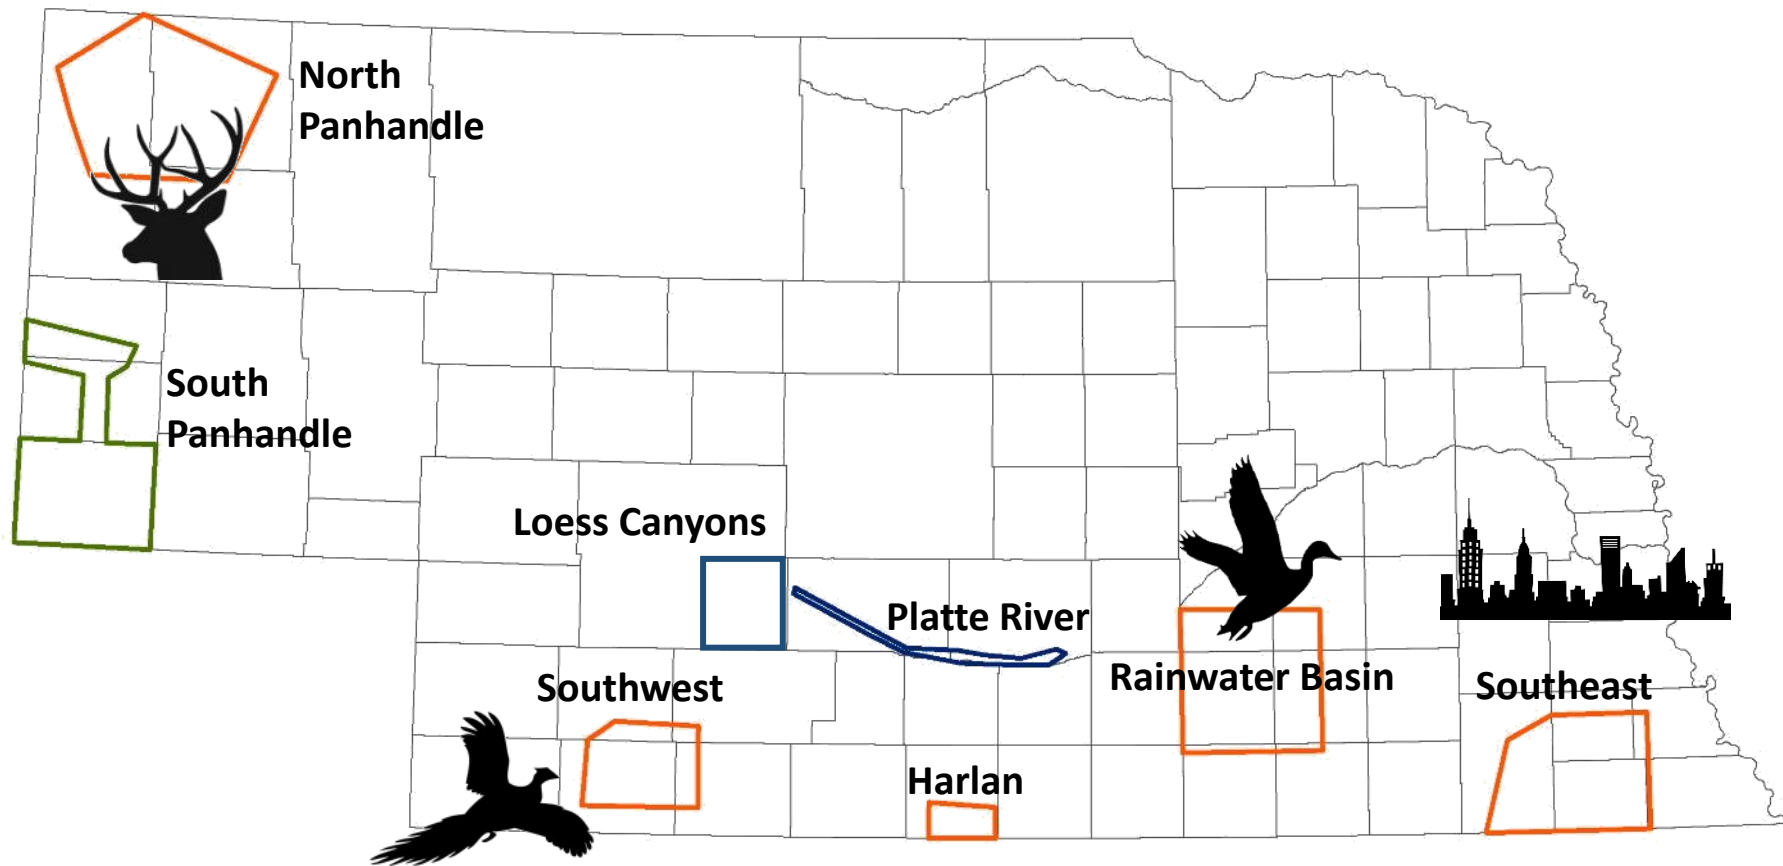 North
Panhandle
South
Panhandle
Loess Canyons
Platte River
Rainwater Basin
Southwest
Southeast
Harlan